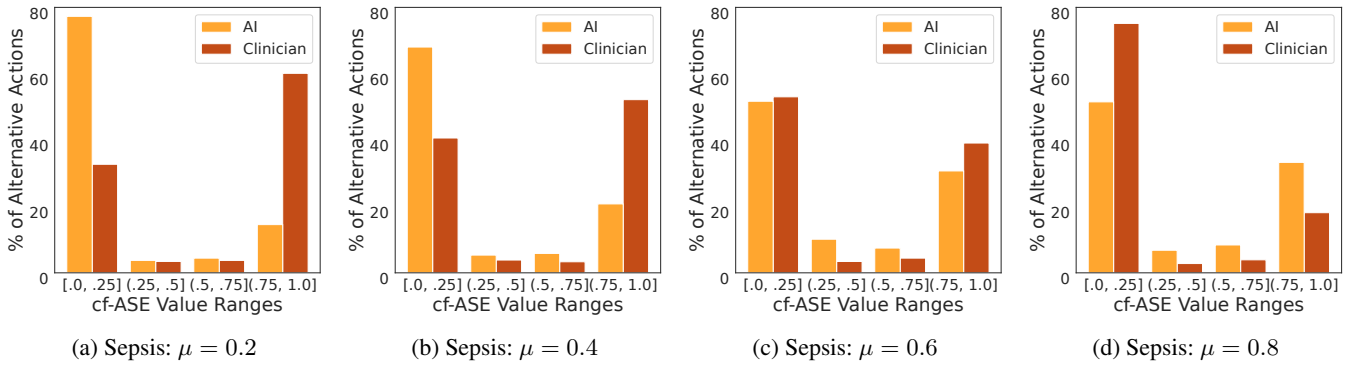 % of Alternative Actions
80
60
40
20
0
AI
Clinician
[.0, .25] (.25, .5] (.5, .75] (.75, 1.0]
cf-ASE Value Ranges
(a) Sepsis: μ = 0.2
% of Alternative Actions
80
60
40
20
0
AI
Clinician
[.0, .25] (.25, .5] (.5, .75] (.75, 1.0]
cf-ASE Value Ranges
(b) Sepsis: μ = 0.4
% of Alternative Actions
80
60
40
20
0
AI
Clinician
[.0, .25] (.25, .5] (.5, .75] (.75, 1.0]
cf-ASE Value Ranges
(c) Sepsis: μ = 0.6
% of Alternative Actions
80
60
40
20
0
AI
Clinician
[.0, .25] (.25, .5] (.5, .75] (.75, 1.0]
cf-ASE Value Ranges
(d) Sepsis: μ = 0.8